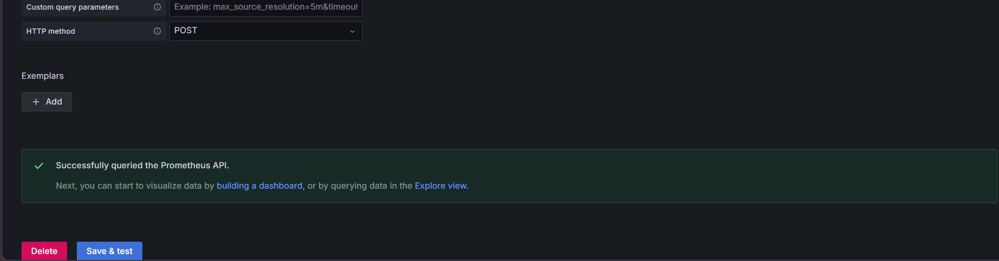 Custom query parameters
Example: max_source_resolution=5m&timeout
HTTP method
POST
Exemplars
+ Add
Successfully queried the Prometheus API.
Next, you can start to visualize data by building a dashboard, or by querying data in the Explore view.
Delete
Save & test